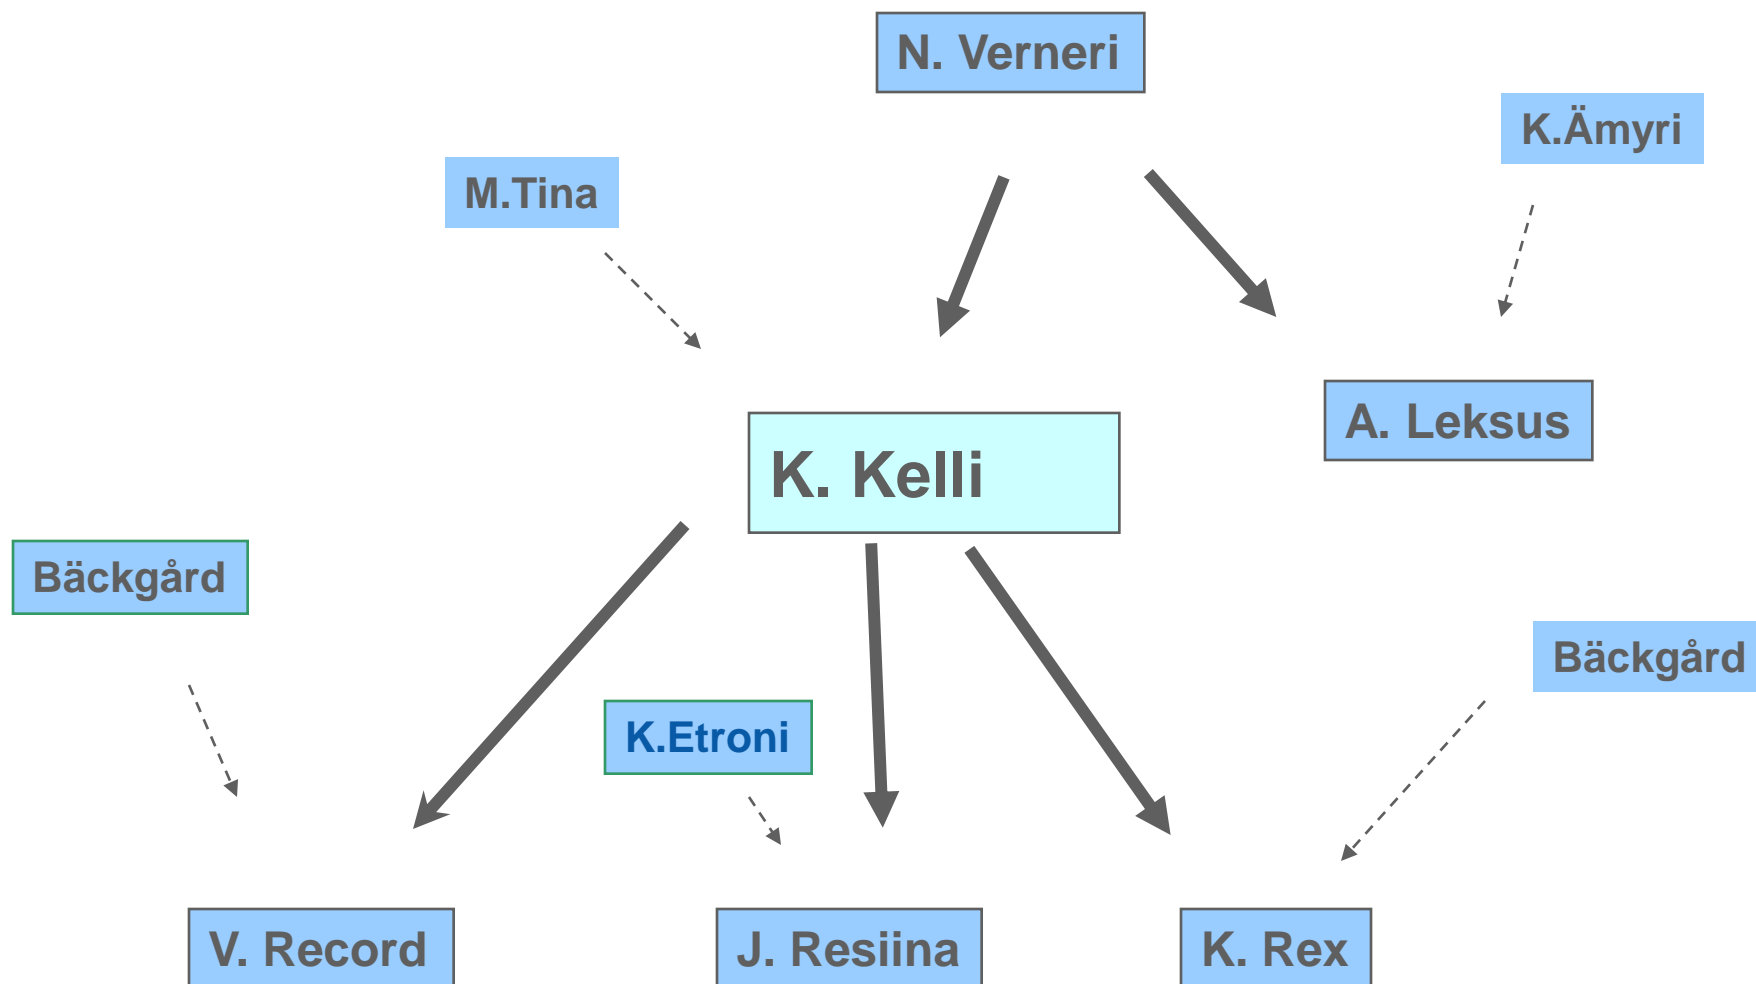 N. Verneri
K.Ämyri
M.Tina
A. Leksus
K. Kelli
Bäckgård
Bäckgård
K.Etroni
V. Record
J. Resiina
K. Rex